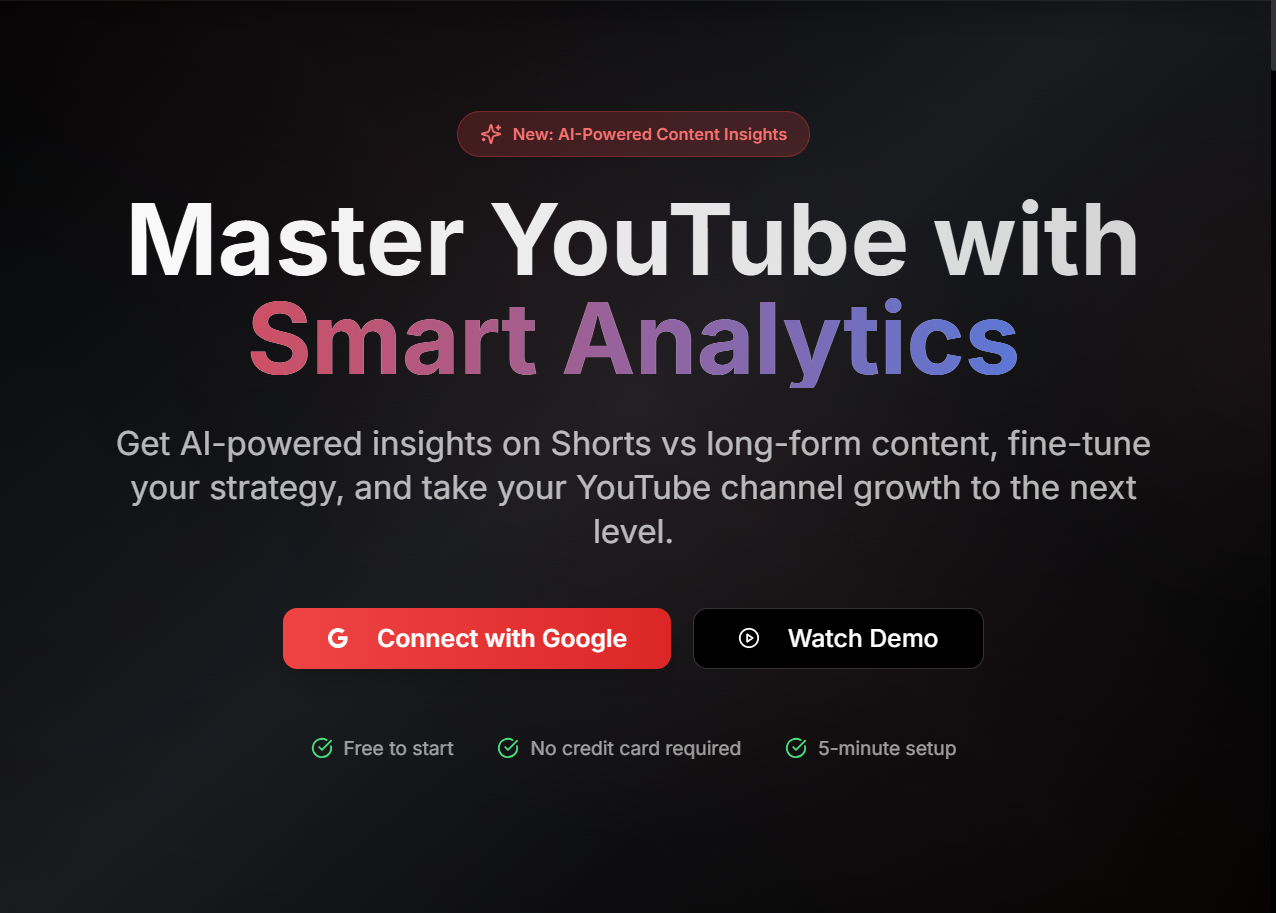 New: AI-Powered Content Insights
Master YouTube with
Smart Analytics
Get AI-powered insights on Shorts vs long-form content, fine-tune
your strategy, and take your YouTube channel growth to the next
level.
Connect with Google
Watch Demo
Free to start
No credit card required
5-minute setup